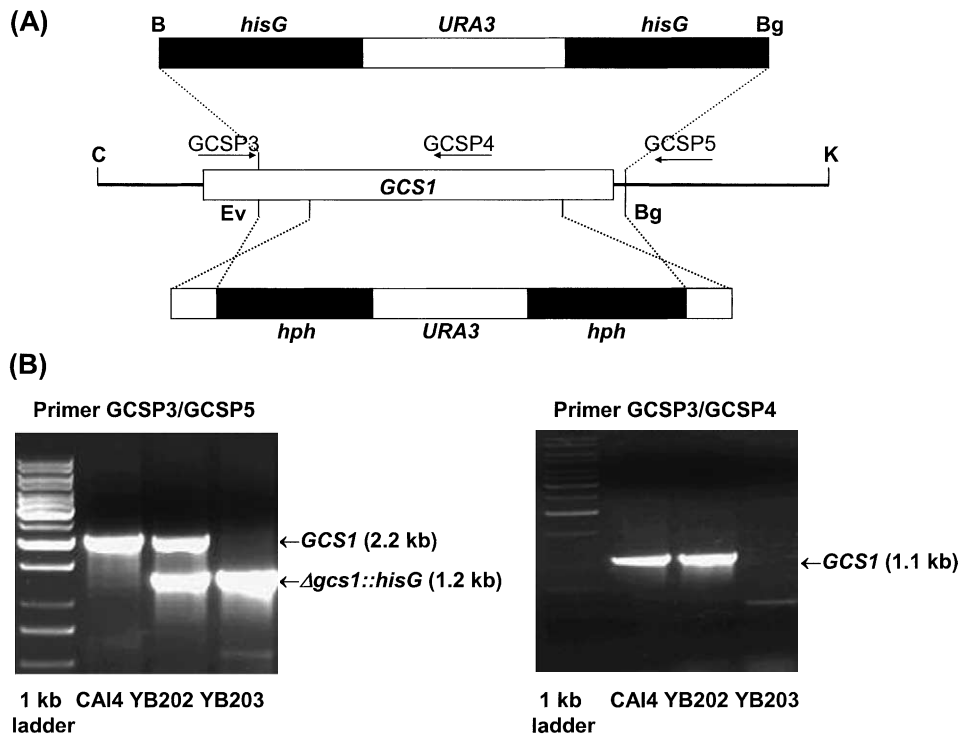 (A)
B hisG URA3 hisG Bg
GCSP3 GCSP4 GCSP5
C K
GCS1
Ev Bg
hph URA3 hph
(B)
Primer GCSP3/GCSP5 Primer GCSP3/GCSP4
←GCS1 (2.2 kb)
←GCS1 (1.1 kb)
←Δgcs1::hisG (1.2 kb)
1 kb ladder CAI4 YB202 YB203
1 kb ladder CAI4 YB202 YB203